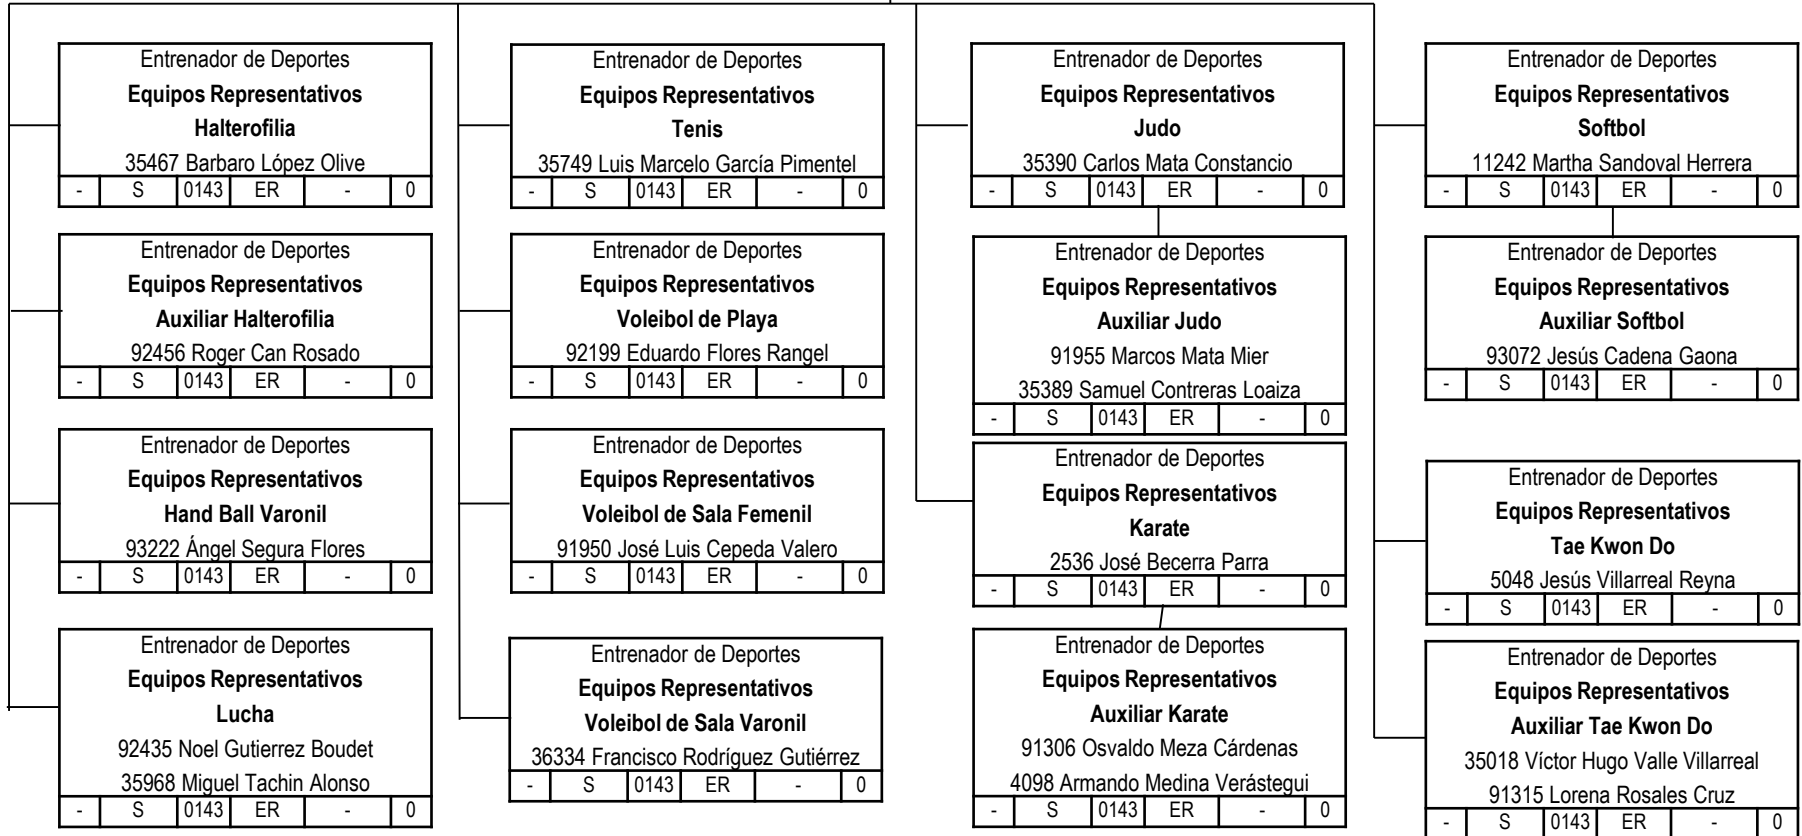 Entrenador de Deportes
Equipos Representativos
Halterofilia
35467 Barbaro López Olive
- S 0143 ER - 0
Entrenador de Deportes
Equipos Representativos
Auxiliar Halterofilia
92456 Roger Can Rosado
- S 0143 ER - 0
Entrenador de Deportes
Equipos Representativos
Hand Ball Varonil
93222 Ángel Segura Flores
- S 0143 ER - 0
Entrenador de Deportes
Equipos Representativos
Lucha
92435 Noel Gutierrez Boudet
35968 Miguel Tachin Alonso
- S 0143 ER - 0
Entrenador de Deportes
Equipos Representativos
Tenis
35749 Luis Marcelo García Pimentel
- S 0143 ER - 0
Entrenador de Deportes
Equipos Representativos
Voleibol de Playa
92199 Eduardo Flores Rangel
- S 0143 ER - 0
Entrenador de Deportes
Equipos Representativos
Voleibol de Sala Femenil
91950 José Luis Cepeda Valero
- S 0143 ER - 0
Entrenador de Deportes
Equipos Representativos
Voleibol de Sala Varonil
36334 Francisco Rodríguez Gutiérrez
- S 0143 ER - 0
Entrenador de Deportes
Equipos Representativos
Judo
35390 Carlos Mata Constancio
- S 0143 ER - 0
Entrenador de Deportes
Equipos Representativos
Auxiliar Judo
91955 Marcos Mata Mier
35389 Samuel Contreras Loaiza
- S 0143 ER - 0
Entrenador de Deportes
Equipos Representativos
Karate
2536 José Becerra Parra
- S 0143 ER - 0
Entrenador de Deportes
Equipos Representativos
Auxiliar Karate
91306 Osvaldo Meza Cárdenas
4098 Armando Medina Verástegui
- S 0143 ER - 0
Entrenador de Deportes
Equipos Representativos
Softbol
11242 Martha Sandoval Herrera
- S 0143 ER - 0
Entrenador de Deportes
Equipos Representativos
Auxiliar Softbol
93072 Jesús Cadena Gaona
- S 0143 ER - 0
Entrenador de Deportes
Equipos Representativos
Tae Kwon Do
5048 Jesús Villarreal Reyna
- S 0143 ER - 0
Entrenador de Deportes
Equipos Representativos
Auxiliar Tae Kwon Do
35018 Víctor Hugo Valle Villarreal
91315 Lorena Rosales Cruz
- S 0143 ER - 0